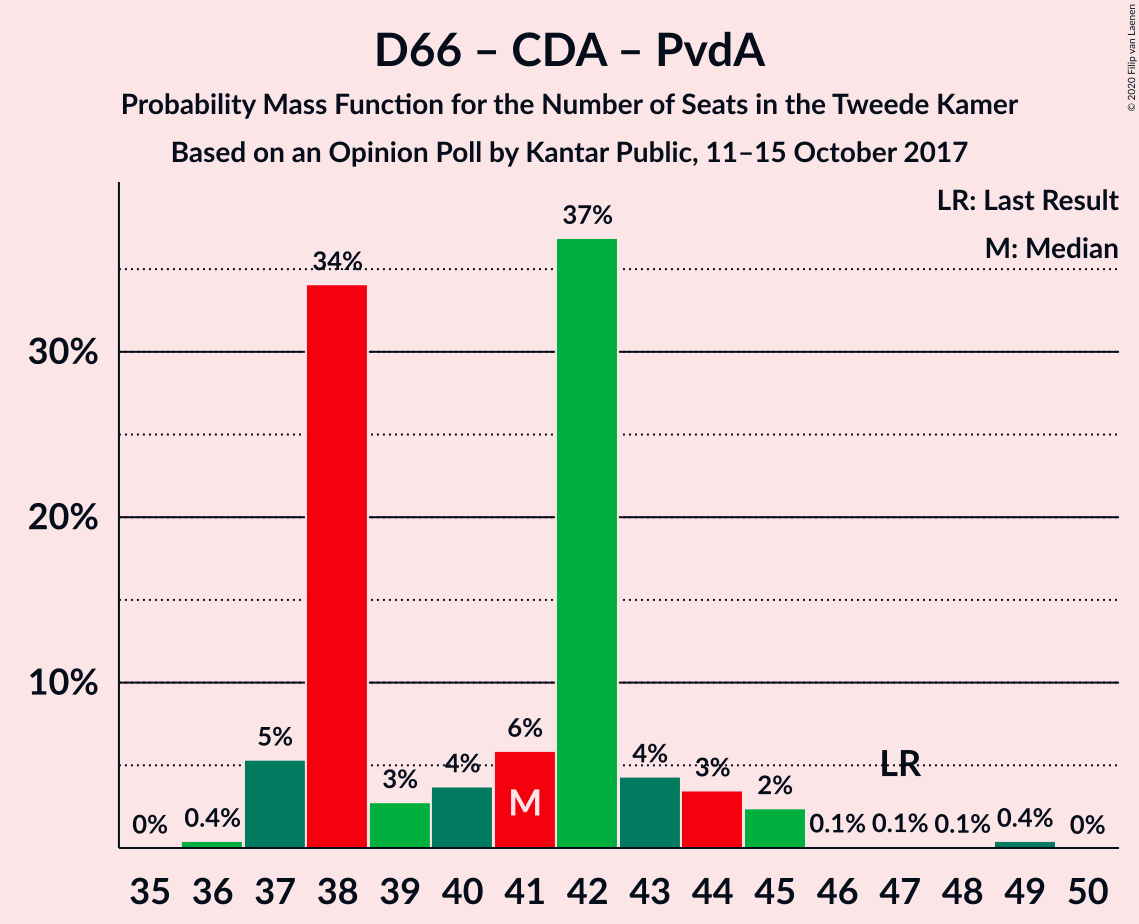 D66 – CDA – PvdA
Probability Mass Function for the Number of Seats in the Tweede Kamer
Based on an Opinion Poll by Kantar Public, 11–15 October 2017
© 2020 Filip van Laenen
LR: Last Result
M: Median
30%
20%
10%
0%
0.4%
5%
34%
3%
4%
6%
37%
4%
3%
2%
0.1%
0.1%
0.1%
0.4%
0%
M
LR
35 36 37 38 39 40 41 42 43 44 45 46 47 48 49 50